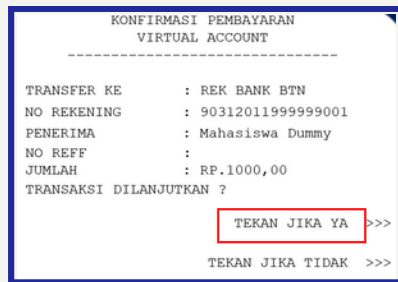 KONFIRMASI PEMBAYARAN
VIRTUAL ACCOUNT
-------------------------------
TRANSFER KE : REK BANK BTN
NO REKENING : 90312011999999001
PENERIMA : Mahasiswa Dummy
NO REFF :
JUMLAH : RP.1000,00
TRANSAKSI DILANJUTKAN ?
TEKAN JIKA YA >>>
TEKAN JIKA TIDAK >>>